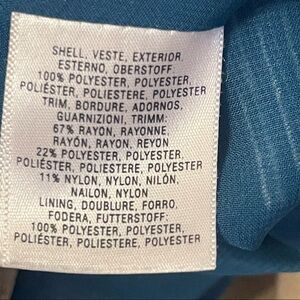 SHELL, VESTE, EXTERIOR
ESTERNO, OBERSTOFF
100% POLYESTER, POLYESTER,
POLIÉSTER, POLIESTERE, POLYESTER
TRIM, BORDURE, ADORNOS,
GUARNIZIONI, TRIMM:
67% RAYON, RAYONNE,
RAYÓN, RAYON, REYON
22% POLYESTER, POLYESTER,
POLIÉSTER, POLIESTERE, POLYESTER
11% NYLON, NYLON, NILÓN,
NAILON, NYLON
LINING, DOUBLURE, FORRO,
FODERA, FUTTERSTOFF:
100% POLYESTER, POLYESTER,
POLIÉSTER, POLIESTERE, POLYESTER